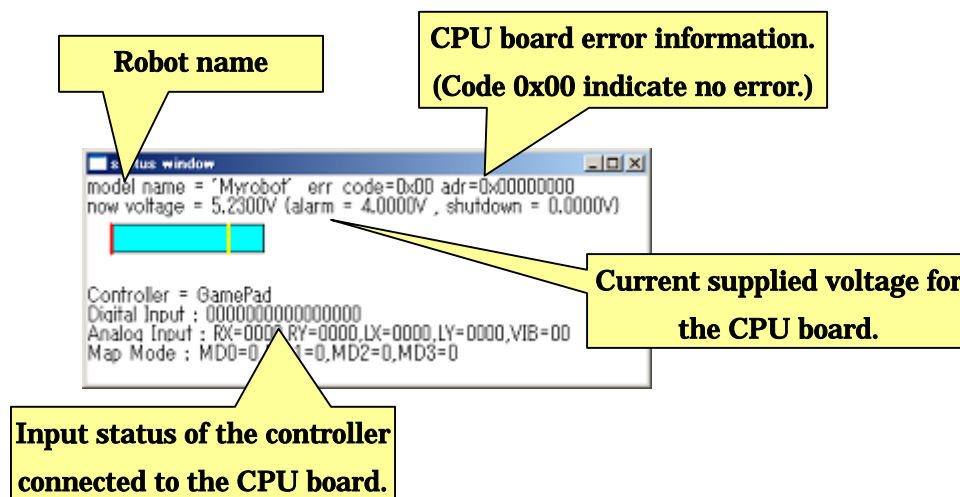 Robot name
CPU board error information.
(Code 0x00 indicate no error.)
status window
model name = 'Myrobot' err code=0x00 adr=0x00000000
now voltage = 5.2300V (alarm = 4.0000V , shutdown = 0.0000V)
Current supplied voltage for
the CPU board.
Controller = GamePad
Digital Input : 0000000000000000
Analog Input : RX=0000,RY=0000,LX=0000,LY=0000,VIB=00
Map Mode : MD0=0, 1=0,MD2=0,MD3=0
Input status of the controller
connected to the CPU board.